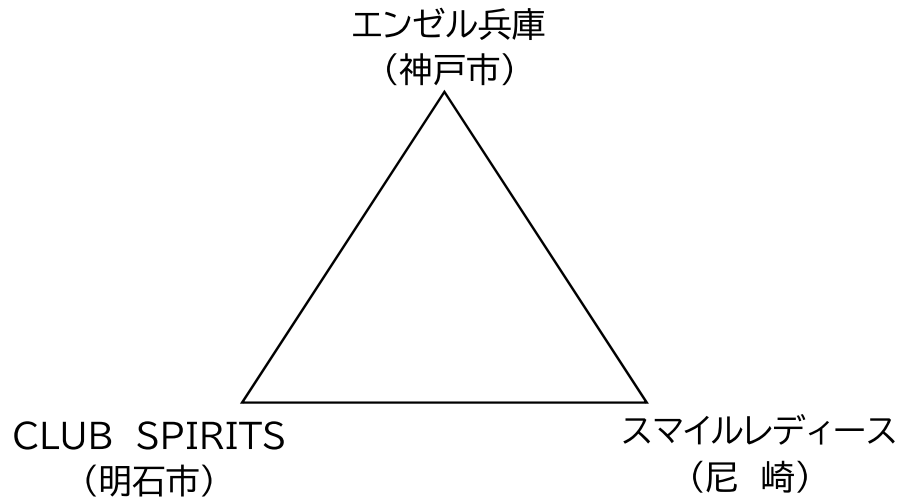 エンゼル兵庫
（神戸市）
CLUB　SPIRITS
（明石市）
スマイルレディース
（尼　崎）